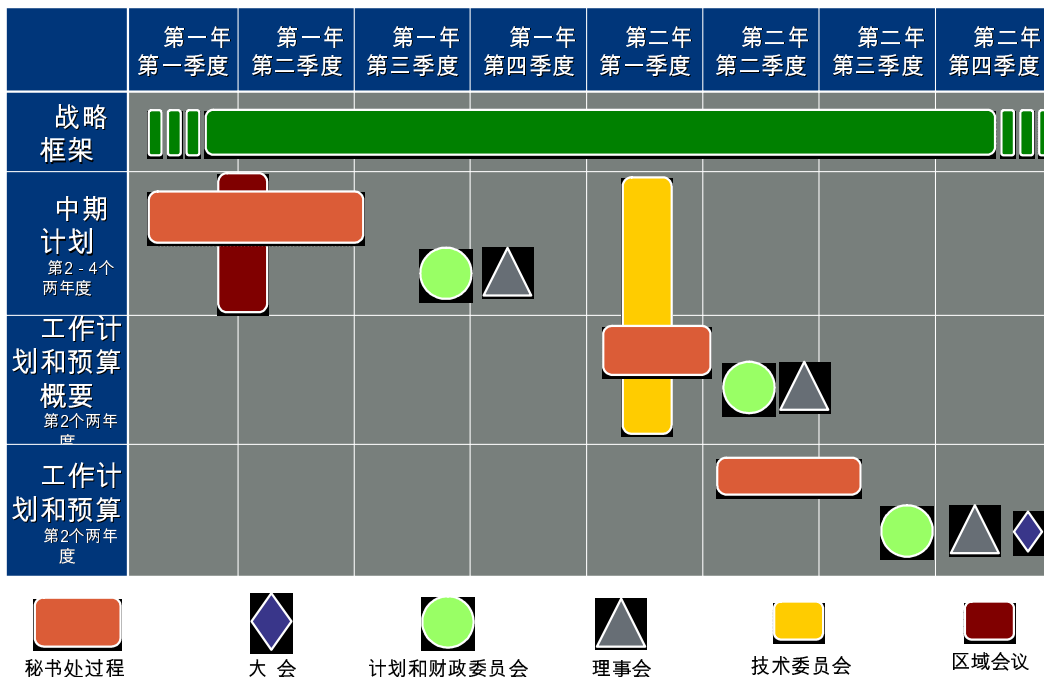 第一年 第一年 第一年 第一年 第二年 第二年 第二年 第二年
第一季度 第二季度 第三季度 第四季度 第一季度 第二季度 第三季度 第四季度
战略
框架
中期
计划
第2 - 4个
两年度
工作计
划和预算
概要
第2个两年
度
工作计
划和预算
第2个两年
度
秘书处过程 大 会 计划和财政委员会 理事会 技术委员会 区域会议